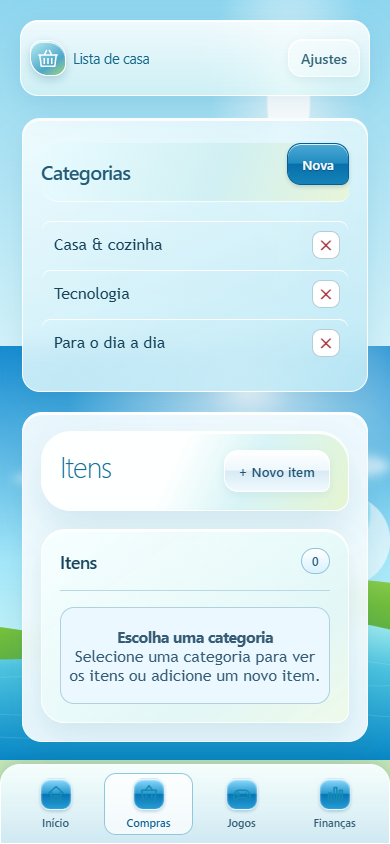 Lista de casa
Ajustes
Categorias
Nova
Casa & cozinha
Tecnologia
Para o dia a dia
Itens
+ Novo item
Itens
0
Escolha uma categoria
Selecione uma categoria para ver
os itens ou adicione um novo item.
Início
Compras
Jogos
Finanças